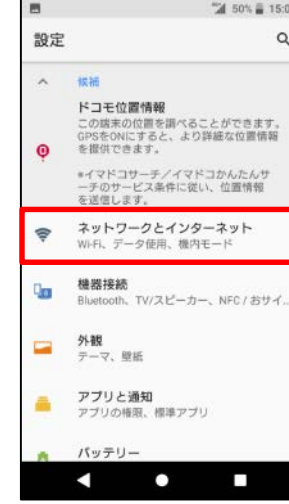 50% 15:0
設定
候補
ドコモ位置情報
この端末の位置を調べることができます。
GPSをONにすると、より詳細な位置情報
を提供できます。
*イマドコサーチ/イマドコかんたんサ
ーチのサービス条件に従い、位置情報
を送信します。
ネットワークとインターネット
Wi-Fi、データ使用、機内モード
機器接続
Bluetooth、TV/スピーカー、NFC / おサイ...
外観
テーマ、壁紙
アプリと通知
アプリの権限、標準アプリ
バッテリー